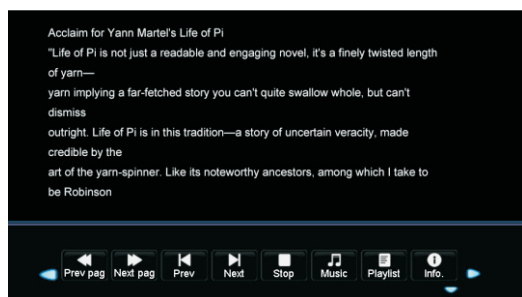 Acclaim for Yann Martel's Life of Pi
"Life of Pi is not just a readable and engaging novel, it's a finely twisted length
of yarn—
yarn implying a far-fetched story you can't quite swallow whole, but can't
dismiss
outright. Life of Pi is in this tradition—a story of uncertain veracity, made
credible by the
art of the yarn-spinner. Like its noteworthy ancestors, among which I take to
be Robinson
Prev pag Next pag Prev Next Stop Music Playlist Info.